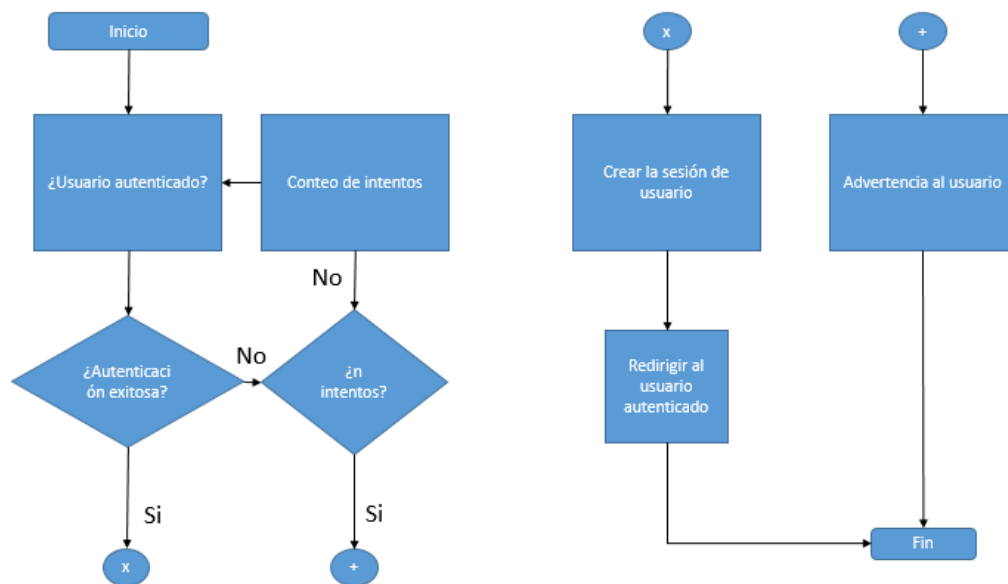 Inicio
¿Usuario autenticado?
Conteo de intentos
No
¿Autenticaci
ón exitosa?
No
¿n
intentos?
Si
Si
x
+
x
+
Crear la sesión de
usuario
Advertencia al usuario
Redirigir al
usuario
autenticado
Fin